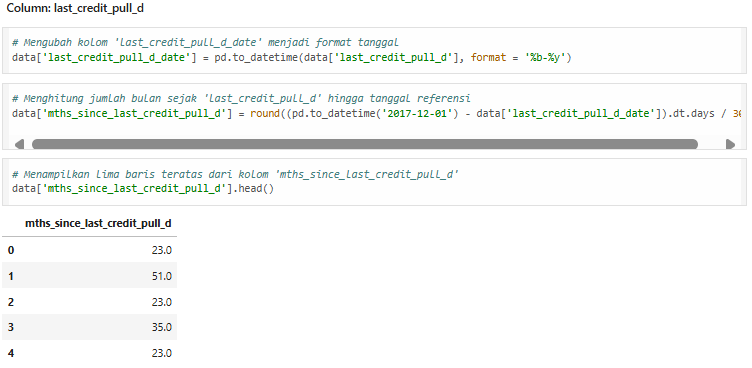 Column: last_credit_pull_d
# Mengubah kolom 'last_credit_pull_d_date' menjadi format tanggal
data['last_credit_pull_d_date'] = pd.to_datetime(data['last_credit_pull_d'], format = '%b-%y')
# Menghitung jumlah bulan sejak 'last_credit_pull_d' hingga tanggal referensi
data['mths_since_last_credit_pull_d'] = round((pd.to_datetime('2017-12-01') - data['last_credit_pull_d_date']).dt.days / 30
# Menampilkan lima baris teratas dari kolom 'mths_since_last_credit_pull_d'
data['mths_since_last_credit_pull_d'].head()
mths_since_last_credit_pull_d
0 23.0
1 51.0
2 23.0
3 35.0
4 23.0